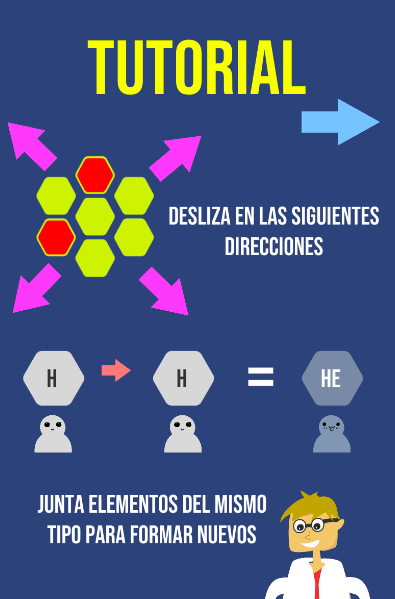 TUTORIAL
DESLIZA EN LAS SIGUIENTES
DIRECCIONES
H H = HE
JUNTA ELEMENTOS DEL MISMO
TIPO PARA FORMAR NUEVOS